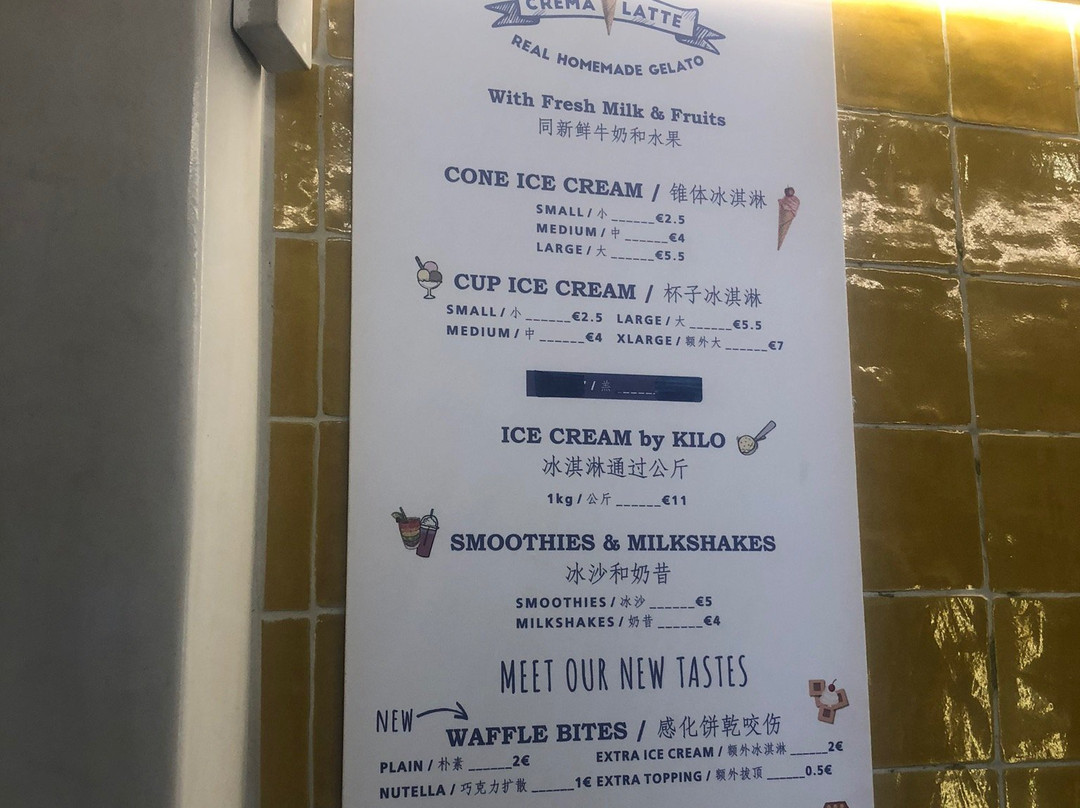 CREMA LATTE
REAL HOMEMADE GELATO
With Fresh Milk & Fruits
同新鲜牛奶和水果
CONE ICE CREAM / 锥体冰淇淋
SMALL / 小 ______€2.5
MEDIUM / 中 ______€4
LARGE / 大 ______€5.5
CUP ICE CREAM / 杯子冰淇淋
SMALL / 小 ______€2.5 LARGE / 大 ______€5.5
MEDIUM / 中 ______€4 XLARGE / 额外大 ______€7
ICE CREAM by KILO
冰淇淋通过公斤
1kg / 公斤 ______€11
SMOOTHIES & MILKSHAKES
冰沙和奶昔
SMOOTHIES / 冰沙 ______€5
MILKSHAKES / 奶昔 ______€4
MEET OUR NEW TASTES
NEW
WAFFLE BITES / 感化饼乾咬伤
PLAIN / 朴素 ______2€ EXTRA ICE CREAM / 额外冰淇淋 _____2€
NUTELLA / 巧克力扩散 ______1€ EXTRA TOPPING / 额外拔顶 _____0.5€